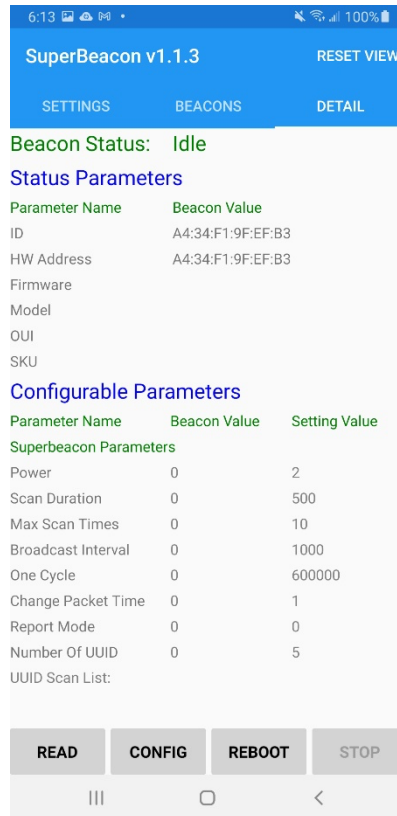 6:13 100%
SuperBeacon v1.1.3 RESET VIEW
SETTINGS BEACONS DETAIL
Beacon Status: Idle
Status Parameters
Parameter Name Beacon Value
ID A4:34:F1:9F:EF:B3
HW Address A4:34:F1:9F:EF:B3
Firmware
Model
OUI
SKU
Configurable Parameters
Parameter Name Beacon Value Setting Value
Superbeacon Parameters
Power 0 2
Scan Duration 0 500
Max Scan Times 0 10
Broadcast Interval 0 1000
One Cycle 0 600000
Change Packet Time 0 1
Report Mode 0 0
Number Of UUID 0 5
UUID Scan List:
READ CONFIG REBOOT STOP